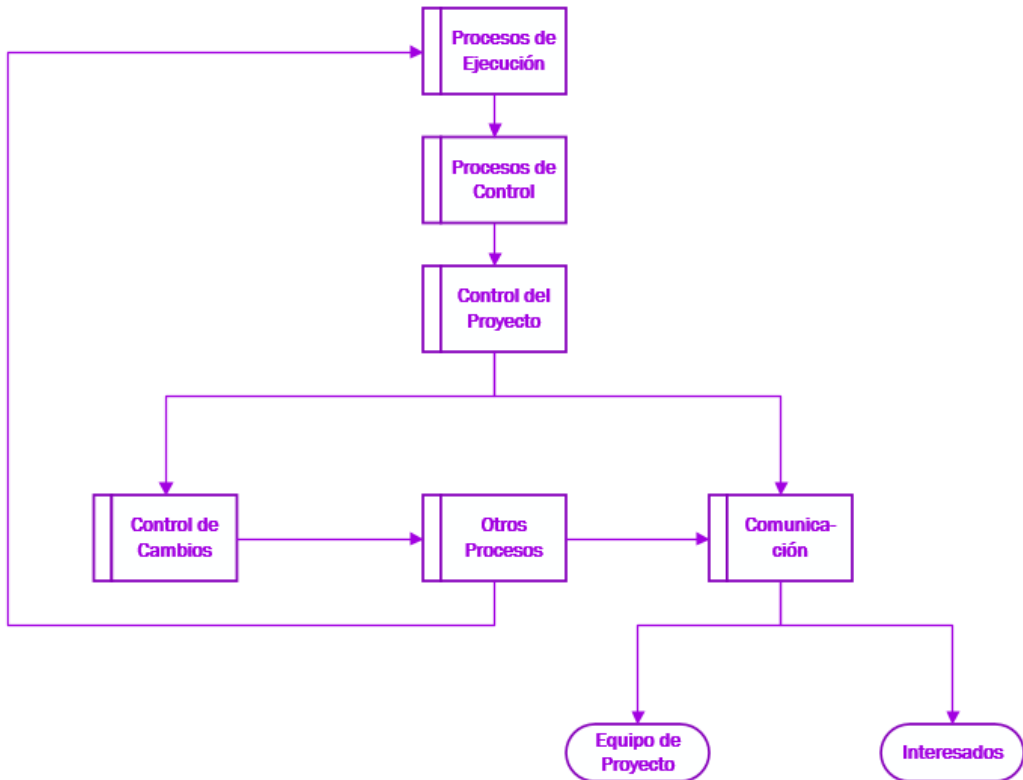 Procesos de
Ejecución
Procesos de
Control
Control del
Proyecto
Control de
Cambios
Otros
Procesos
Comunica-
ación
Equipo de
Proyecto
Interesados